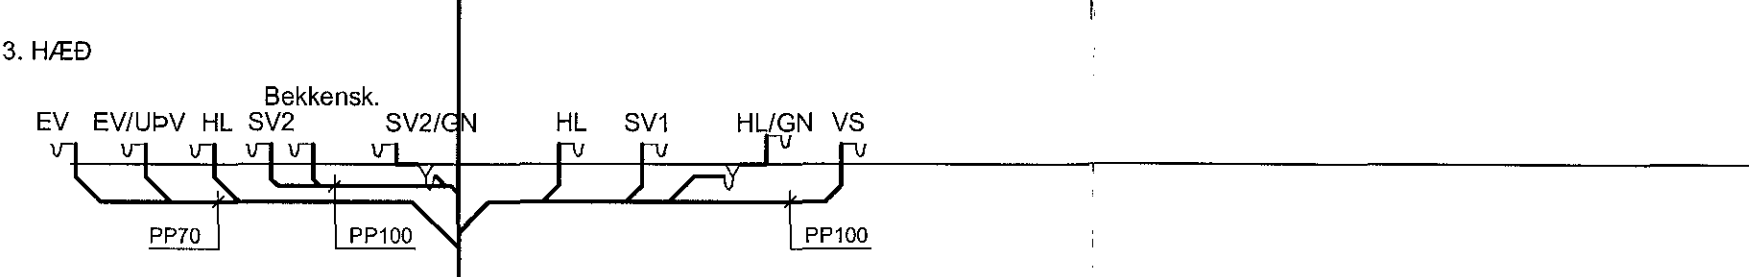 3. HÆÐ
Bekkensk.
EV EV/UÞV HL SV2 SV2/GN HL SV1 HL/GN VS
PP70 PP100 PP100